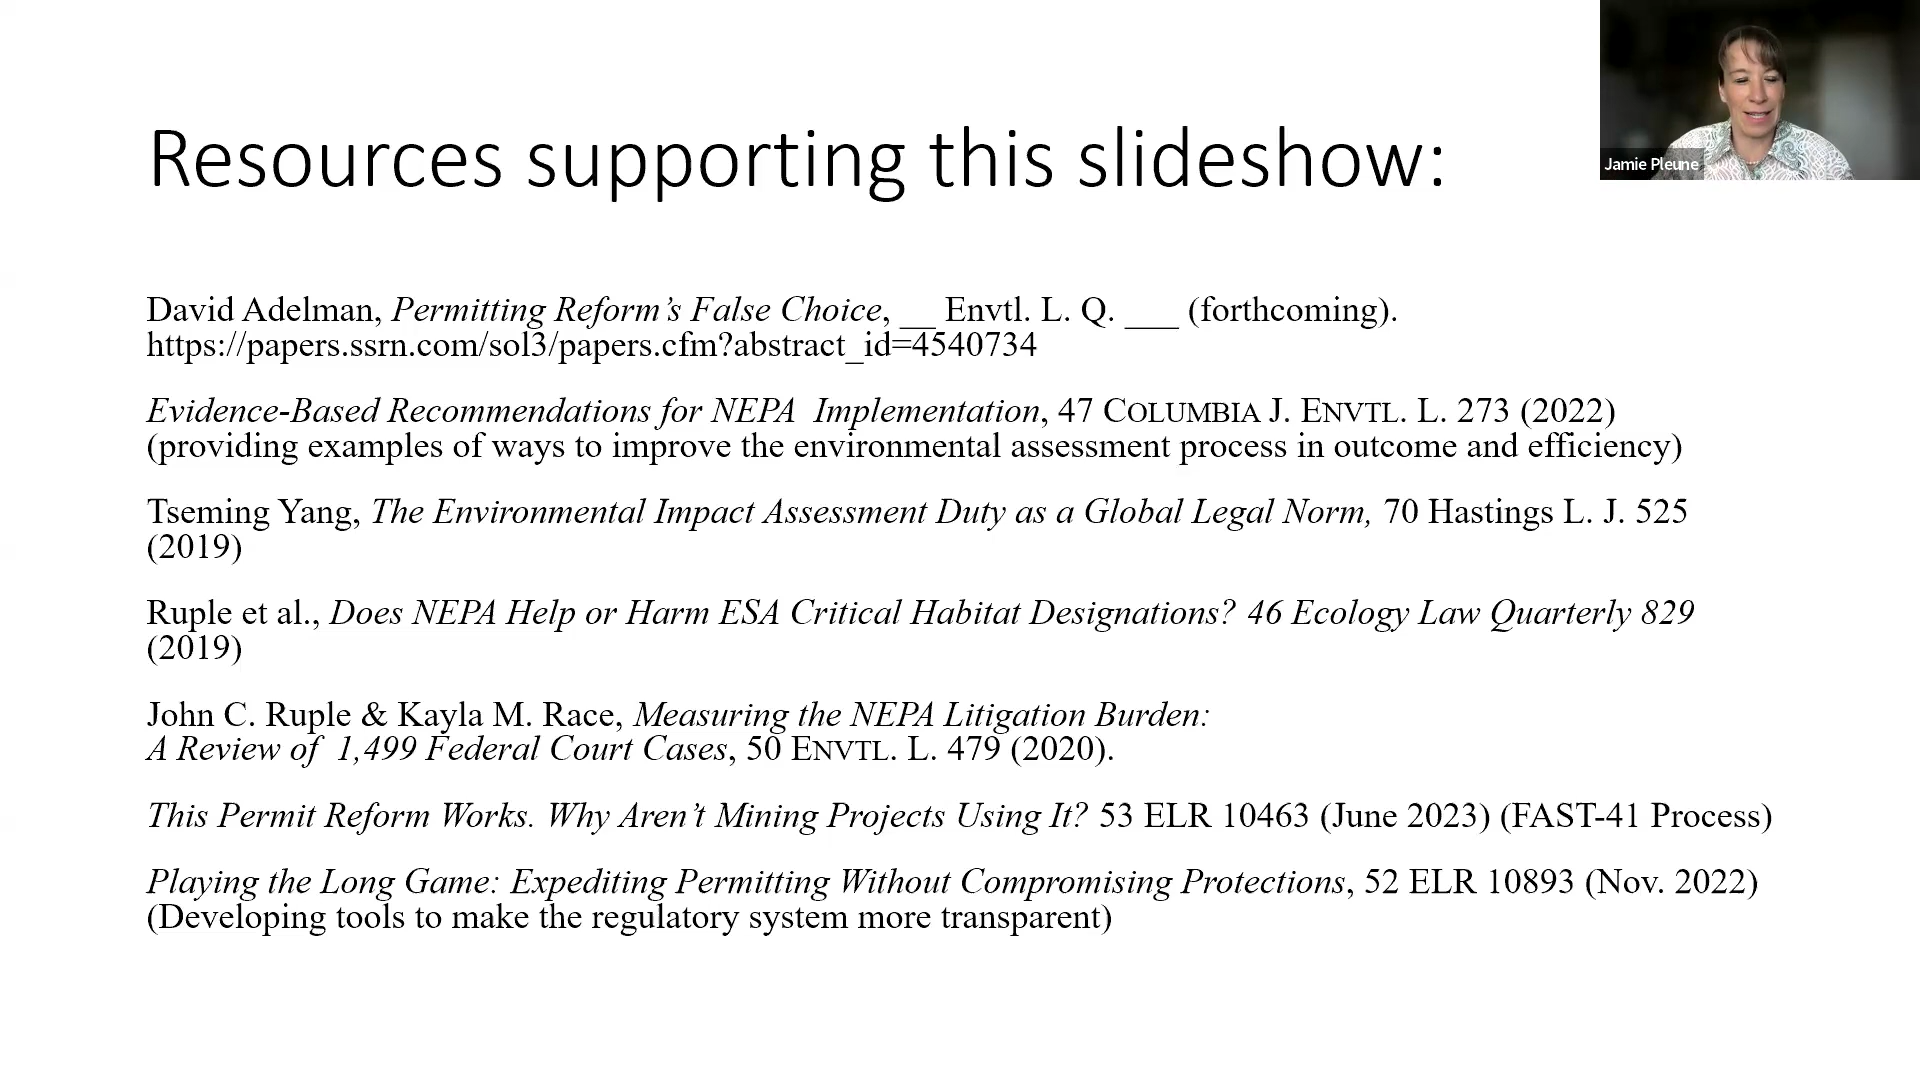 Resources supporting this slideshow:
Jamie Pleune
David Adelman, Permitting Reform’s False Choice, __ Envtl. L. Q. ___ (forthcoming).
https://papers.ssrn.com/sol3/papers.cfm?abstract_id=4540734
Evidence-Based Recommendations for NEPA  Implementation, 47 COLUMBIA J. ENVTL. L. 273 (2022)
(providing examples of ways to improve the environmental assessment process in outcome and efficiency)
Tseming Yang, The Environmental Impact Assessment Duty as a Global Legal Norm, 70 Hastings L. J. 525
(2019)
Ruple et al., Does NEPA Help or Harm ESA Critical Habitat Designations? 46 Ecology Law Quarterly 829
(2019)
John C. Ruple & Kayla M. Race, Measuring the NEPA Litigation Burden:
A Review of  1,499 Federal Court Cases, 50 ENVTL. L. 479 (2020).
This Permit Reform Works. Why Aren’t Mining Projects Using It? 53 ELR 10463 (June 2023) (FAST-41 Process)
Playing the Long Game: Expediting Permitting Without Compromising Protections, 52 ELR 10893 (Nov. 2022)
(Developing tools to make the regulatory system more transparent)